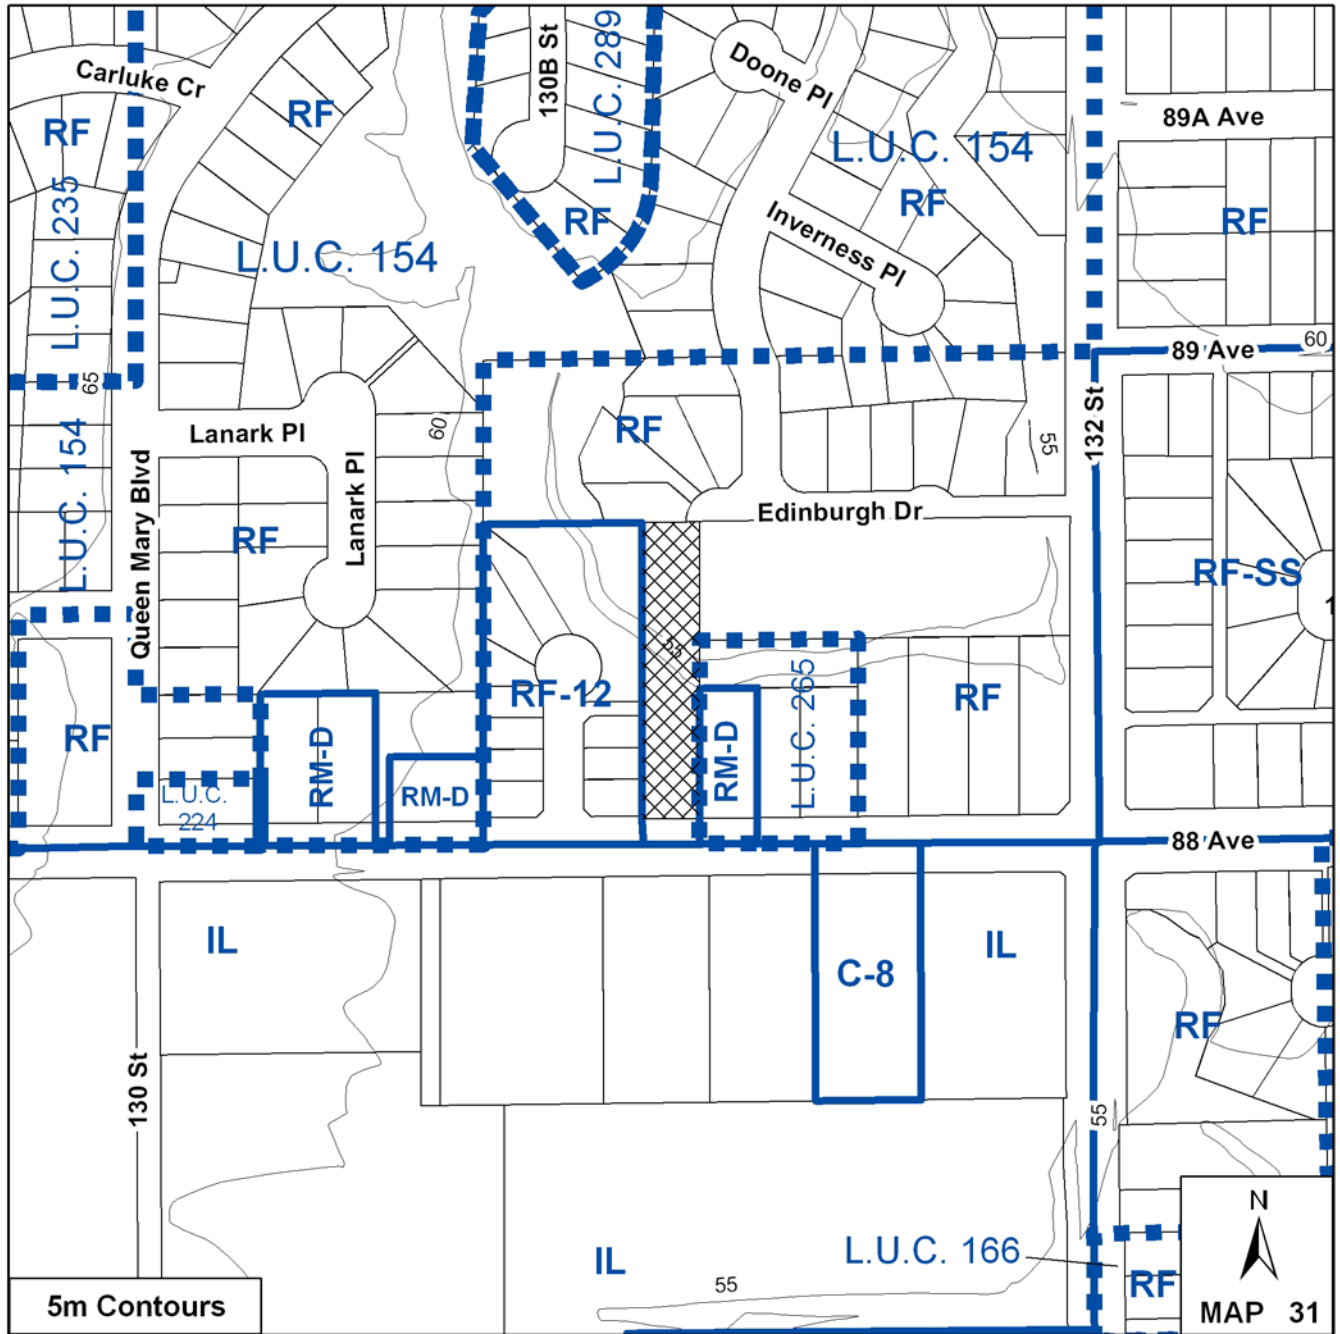 Carluke Cr
130B St
L.U.C. 289
Doone Pl
89A Ave
RF
RF
L.U.C. 154
RF
L.U.C. 235
RF
RF
L.U.C. 154
Inverness Pl
60
89 Ave
65
132 St
Lanark Pl
60
RF
55
L.U.C. 154
Queen Mary Blvd
Lanark Pl
Edinburgh Dr
RF
RF-SS
1
55
RF-12
L.U.C. 265
RF
RF
RM-D
RM-D
RM-D
L.U.C.
224
88 Ave
IL
C-8
IL
RF
130 St
55
N
IL
L.U.C. 166
RF
55
5m Contours
MAP 31